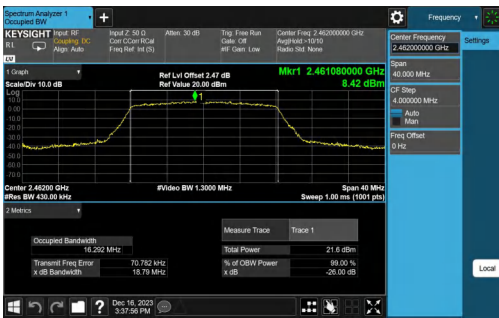 Spectrum Analyzer 1
Occupied BW
+
Frequency
KEYSIGHT Input: RF Input Z: 50 Ω Atten: 30 dB Trig: Free Run Center Freq: 2.462000000 GHz
RL Coupling: DC Corr CCorr RCal Gate: Off Avg|Hold:>10/10
Align: Auto Freq Ref: Int (S) #IF Gain: Low Radio Std: None
LXI
Center Frequency
2.462000000 GHz
Settings
Span
40.000 MHz
CF Step
4.000000 MHz
Auto
Man
Freq Offset
0 Hz
1 Graph
Scale/Div 10.0 dB
Ref Lvl Offset 2.47 dB
Ref Value 20.00 dBm
Mkr1 2.461080000 GHz
8.42 dBm
Log
10.0
0.00
-10.0
-20.0
-30.0
-40.0
-50.0
-60.0
-70.0
1
Center 2.46200 GHz #Video BW 1.3000 MHz Span 40 MHz
#Res BW 430.00 kHz Sweep 1.00 ms (1001 pts)
2 Metrics
Measure Trace Trace 1
Occupied Bandwidth
16.292 MHz Total Power 21.6 dBm
Transmit Freq Error 70.782 kHz % of OBW Power 99.00 %
x dB Bandwidth 18.79 MHz x dB -26.00 dB
Local
? Dec 16, 2023
3:37:56 PM